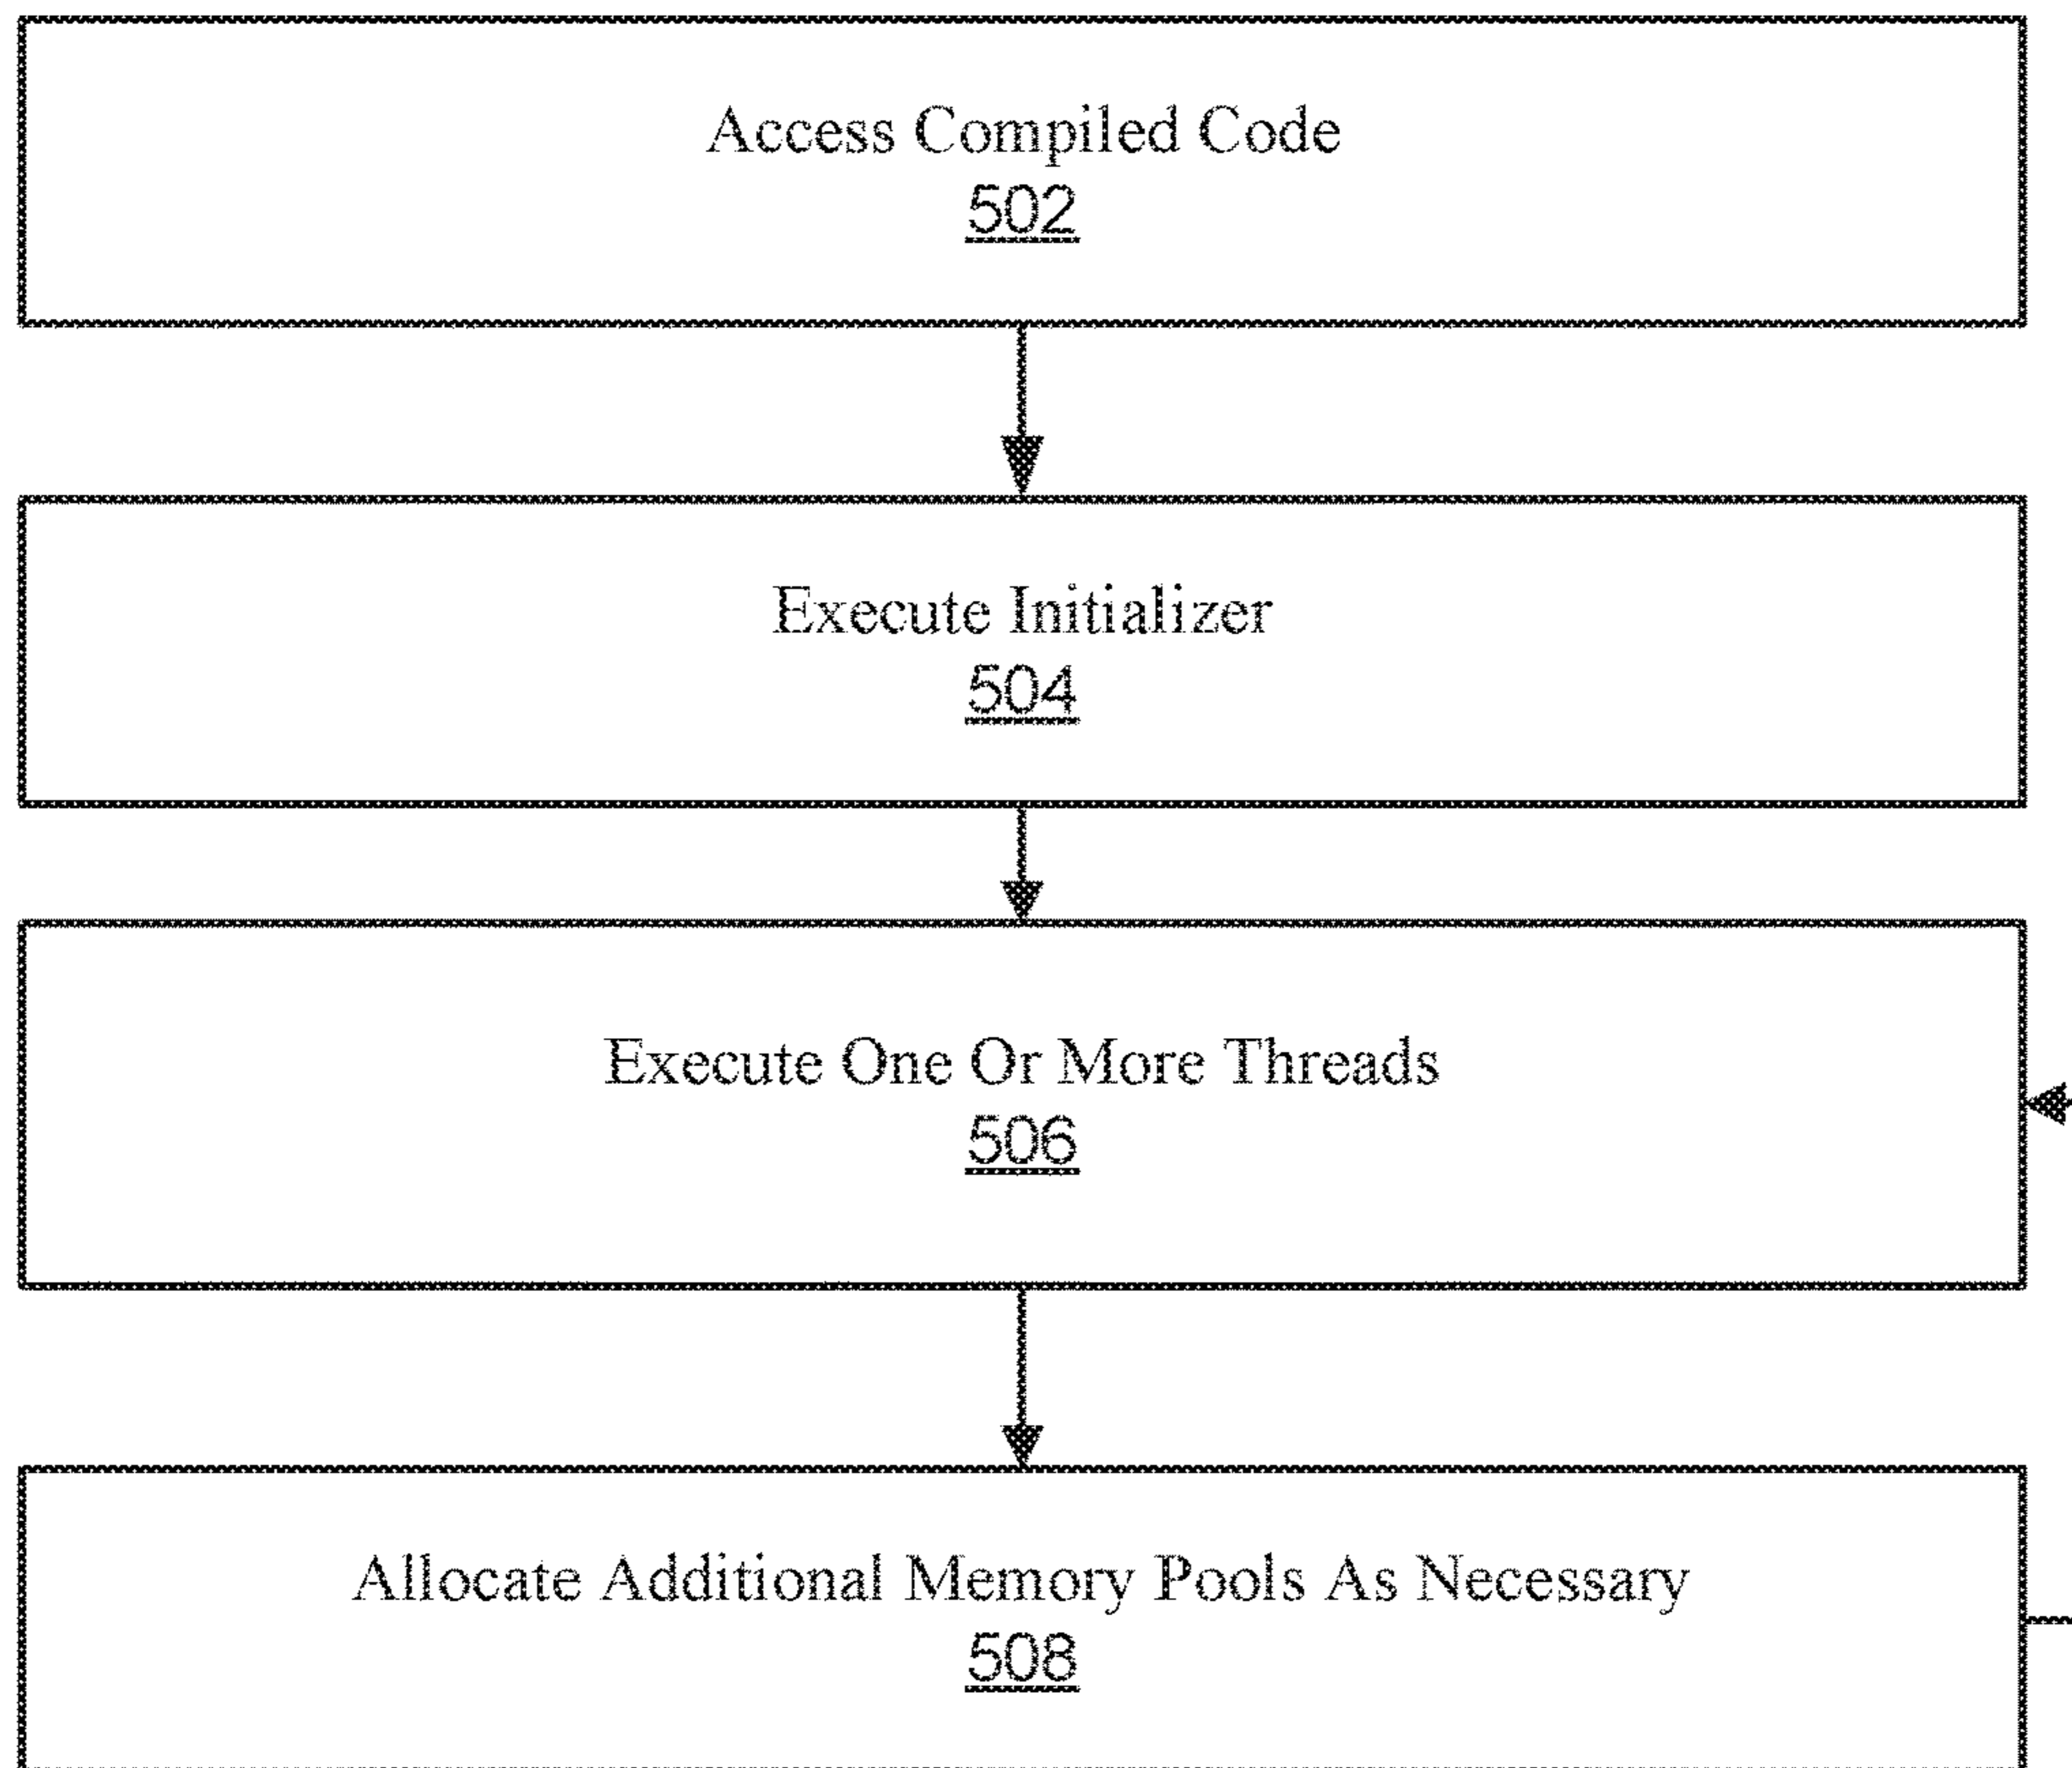 Access Compiled Code
502
Execute Initializer
504
Execute One Or More Threads
506
Allocate Additional Memory Pools As Necessary
508